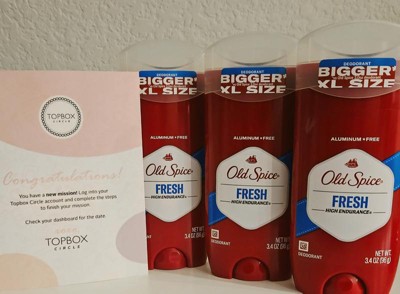 TOPBOX
CIRCLE
Congratulations!
You have a new mission! Log into your
Topbox Circle account and complete the steps
to finish your mission.
Check your dashboard for the date.
TOPBOX
CIRCLE
DEODORANT
BIGGER*
XL SIZE
ALUMINUM • FREE
Old Spice
FRESH
HIGH ENDURANCE
NET WT
3.4 OZ (96 g)
DEODORANT
BIGGER*
XL SIZE
ALUMINUM • FREE
Old Spice
FRESH
HIGH ENDURANCE
DEODORANT
NET WT
3.4 OZ (96 g)
DEODORANT
BIGGER*
XL SIZE
ALUMINUM • FREE
Old Spice
FRESH
HIGH ENDURANCE
DEODORANT
NET WT
3.4 OZ (96 g)